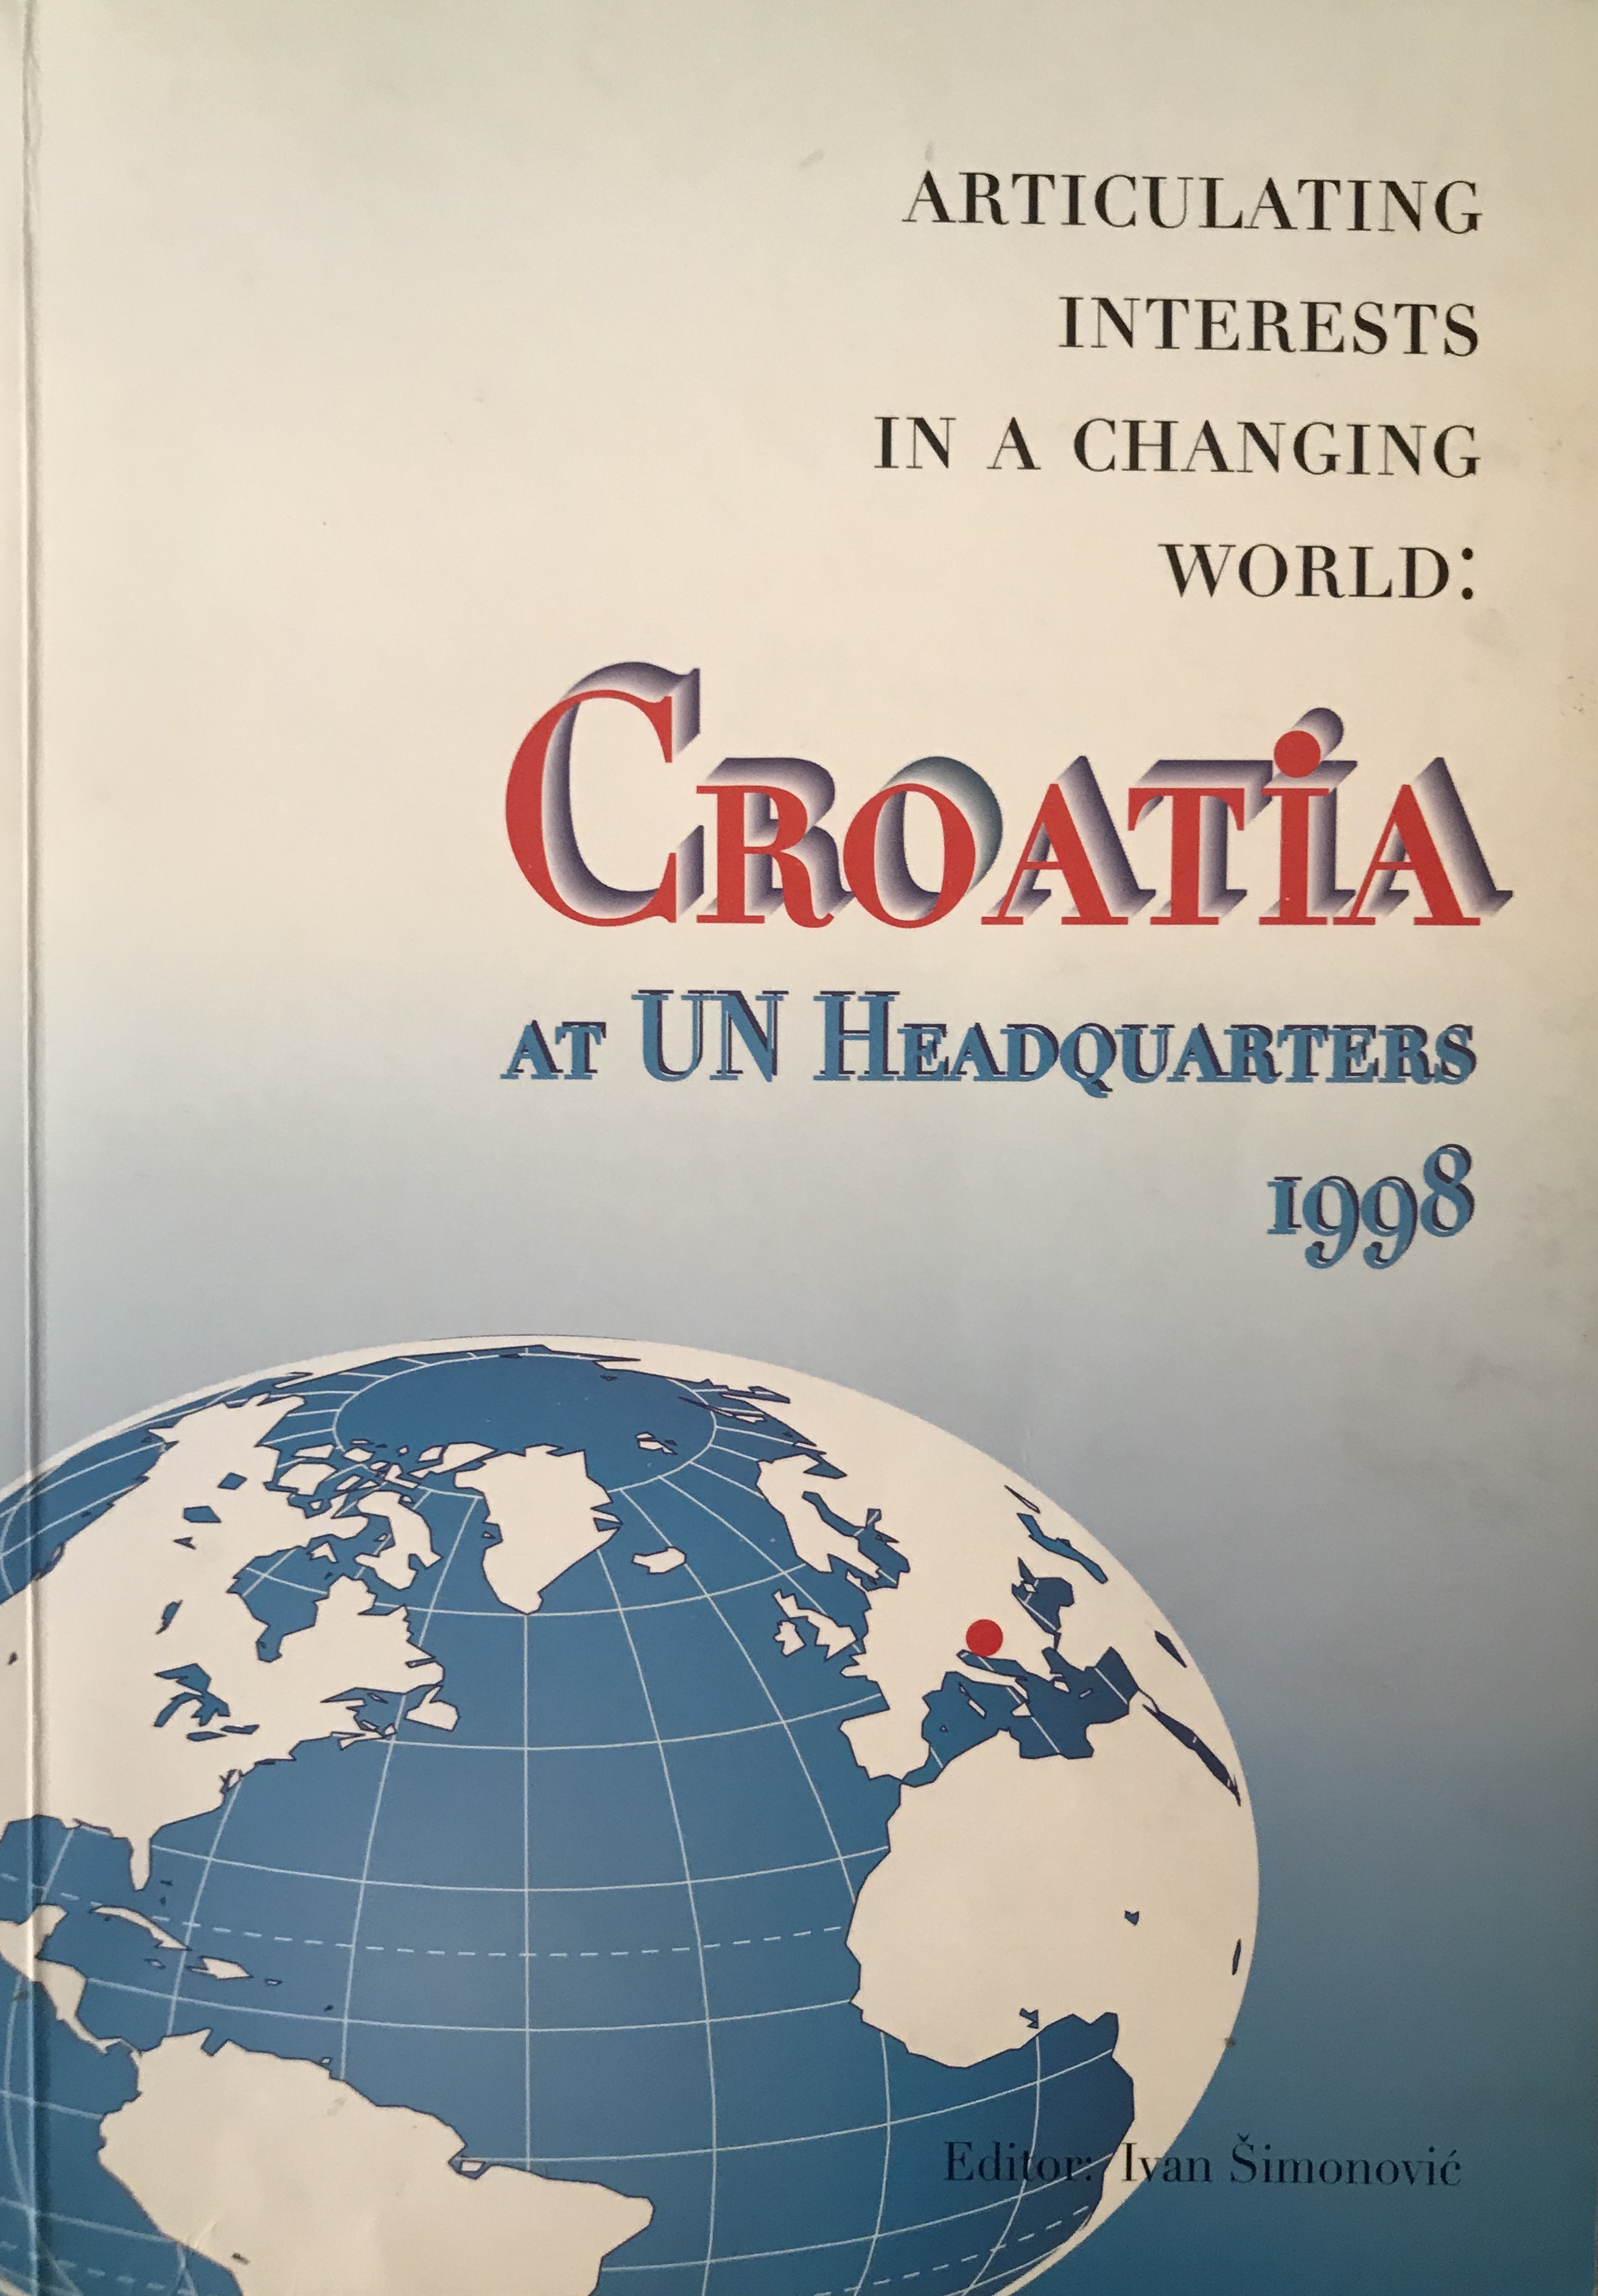 ARTICULATING
INTERESTS
IN A CHANGING
WORLD:
CROATiA
AT UN HEADQUARTERS
1998
Editor: Ivan Šimonović